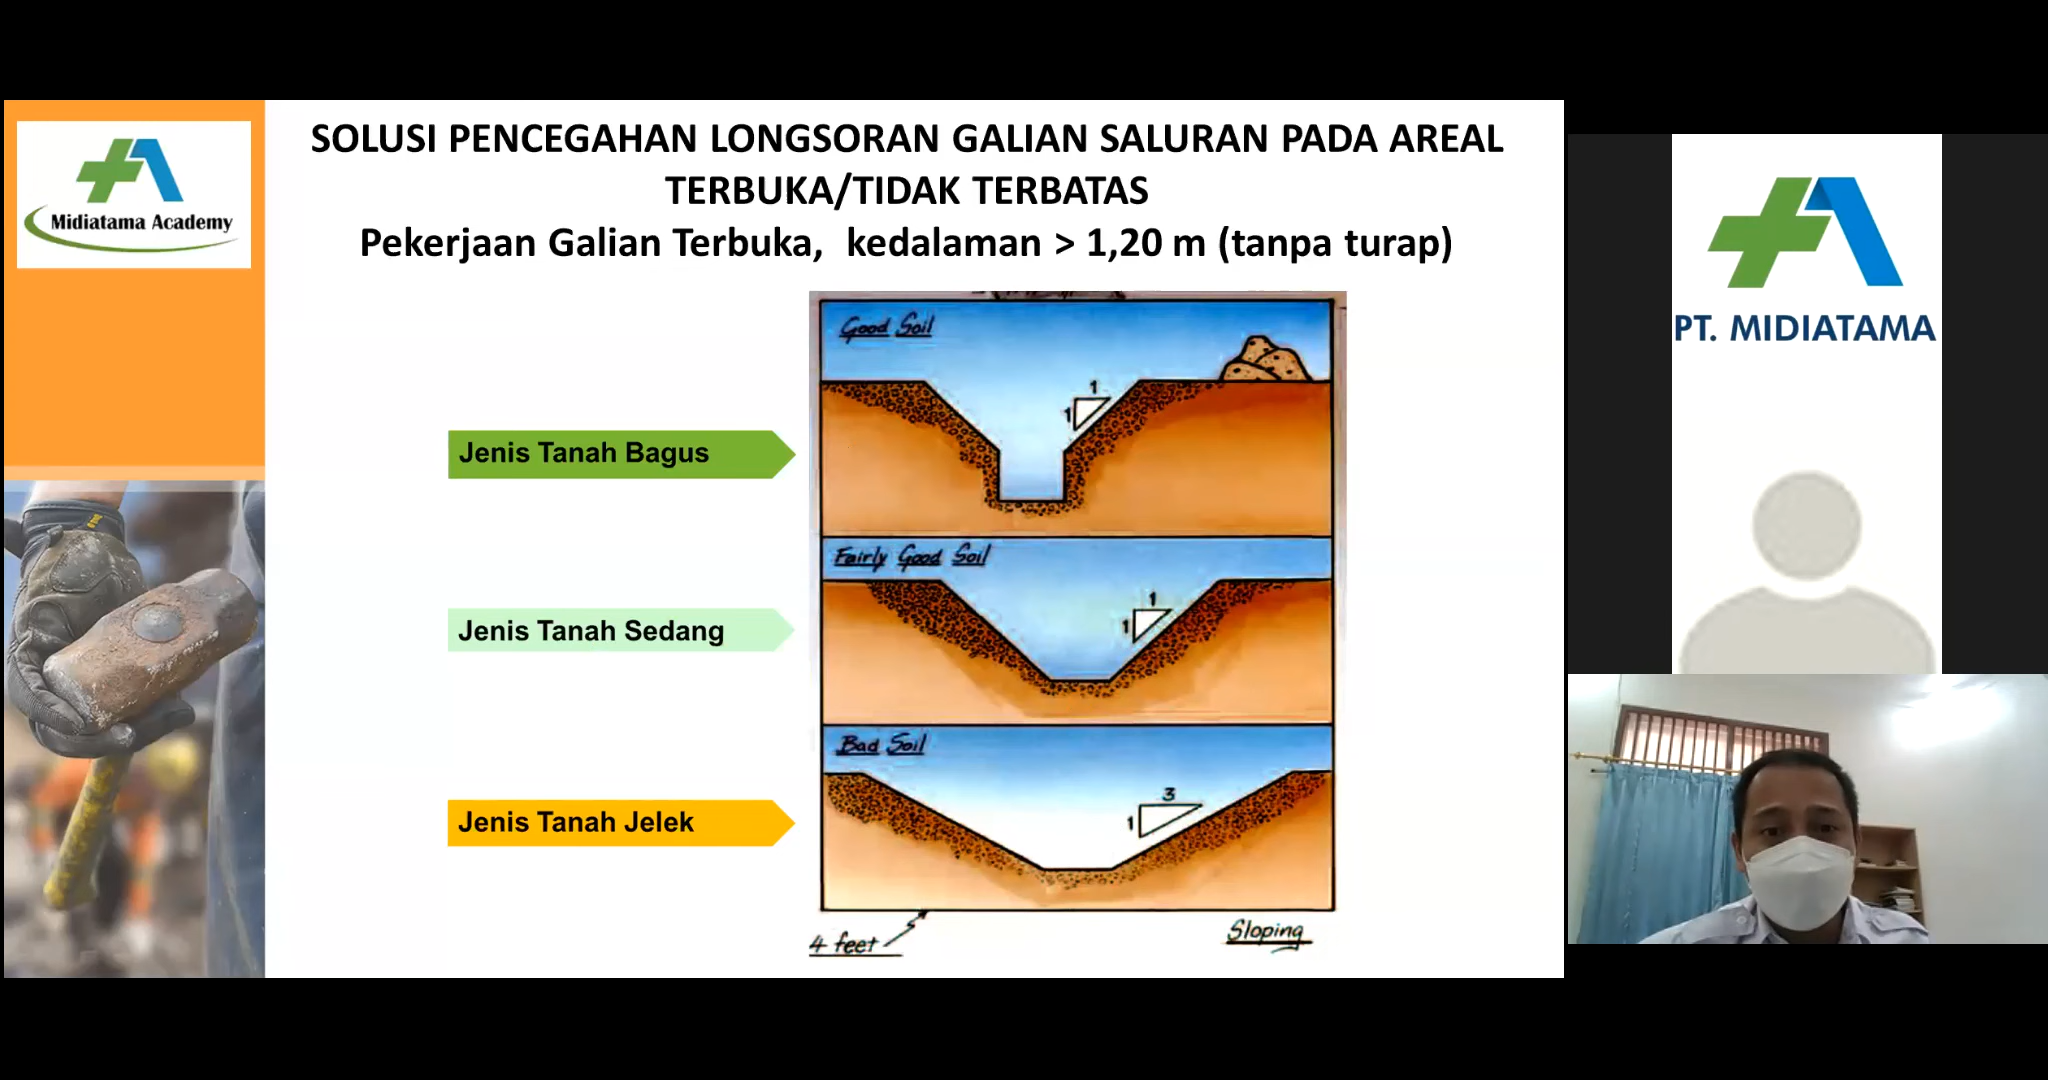 SOLUSI PENCEGAHAN LONGSORAN GALIAN SALURAN PADA AREAL
TERBUKA/TIDAK TERBATAS
Pekerjaan Galian Terbuka, kedalaman > 1,20 m (tanpa turap)
Midiatama Academy
PT. MIDIATAMA
Good Soil
1
1
Jenis Tanah Bagus
Fairly Good Soil
1
1
Jenis Tanah Sedang
Bad Soil
3
1
Jenis Tanah Jelek
4 feet
Sloping